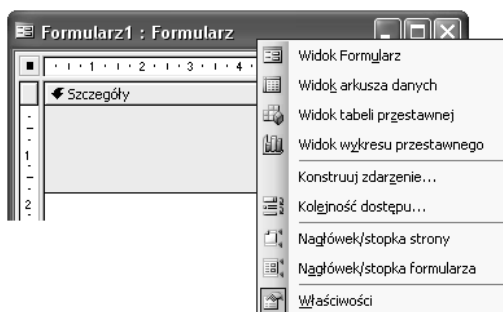 Formularz1 : Formularz
1 2 3 4
Szczegóły
1
2
Widok Formularz
Widok arkusza danych
Widok tabeli przestawnej
Widok wykresu przestawnego
Konstruuj zdarzenie...
Kolejność dostępu...
Nagłówek/stopka strony
Nagłówek/stopka formularza
Właściwości